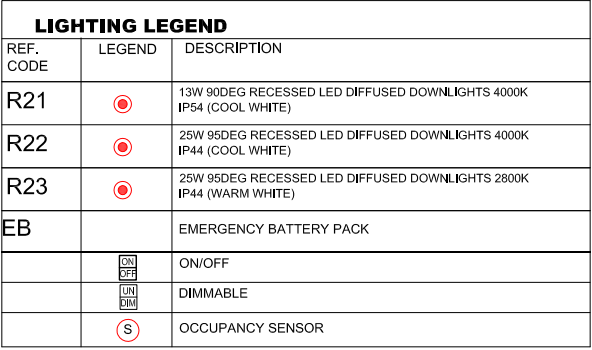 LIGHTING LEGEND
REF.
CODE
LEGEND
DESCRIPTION
R21
13W 90DEG RECESSED LED DIFFUSED DOWNLIGHTS 4000K
IP54 (COOL WHITE)
R22
25W 95DEG RECESSED LED DIFFUSED DOWNLIGHTS 4000K
IP44 (COOL WHITE)
R23
25W 95DEG RECESSED LED DIFFUSED DOWNLIGHTS 2800K
IP44 (WARM WHITE)
EB
EMERGENCY BATTERY PACK
ON
OFF
ON/OFF
UN
DIM
DIMMABLE
S
OCCUPANCY SENSOR